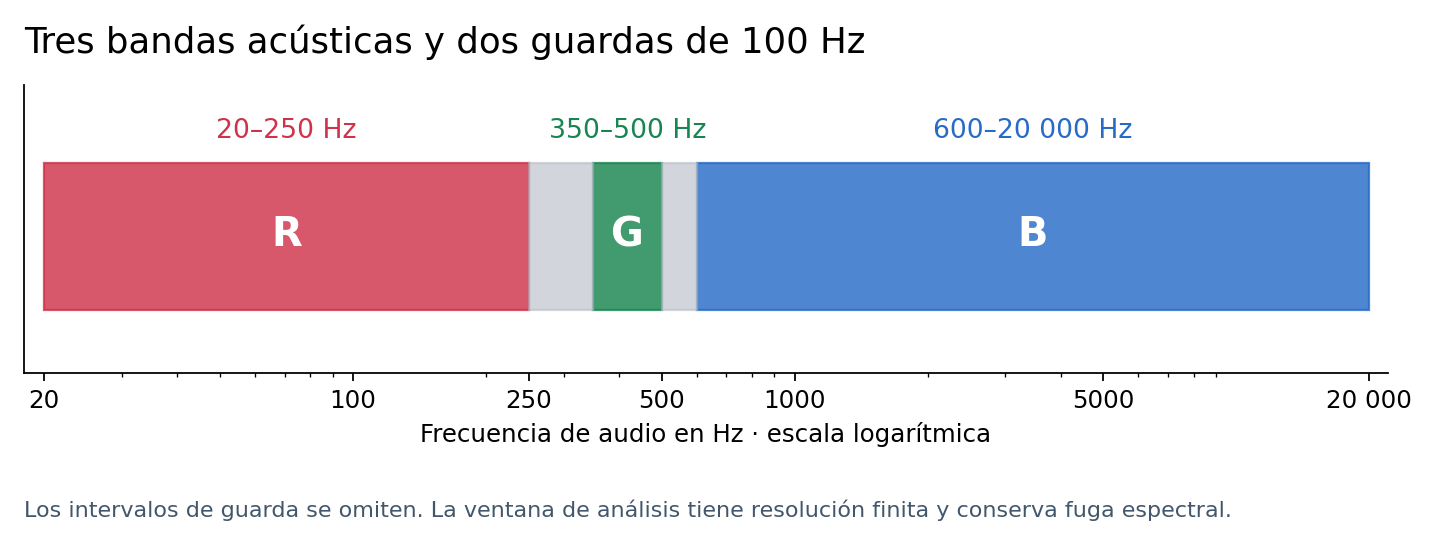 Tres bandas acústicas y dos guardas de 100 Hz
20–250 Hz 350–500 Hz 600–20 000 Hz
R G B
20 100 250 500 1000 5000 20 000
Frecuencia de audio en Hz · escala logarítmica
Los intervalos de guarda se omiten. La ventana de análisis tiene resolución finita y conserva fuga espectral.